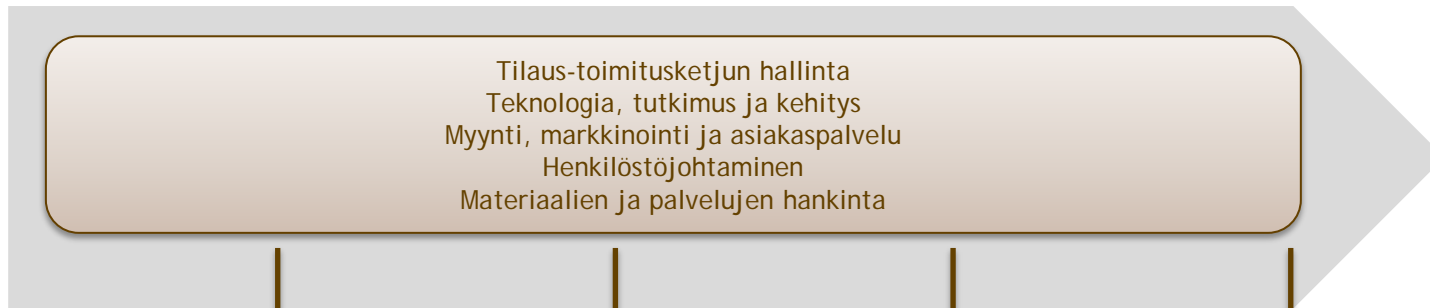 Tilaus-toimitusketjun hallinta
Teknologia, tutkimus ja kehitys
Myynti, markkinointi ja asiakaspalvelu
Henkilöstöjohtaminen
Materiaalien ja palvelujen hankinta